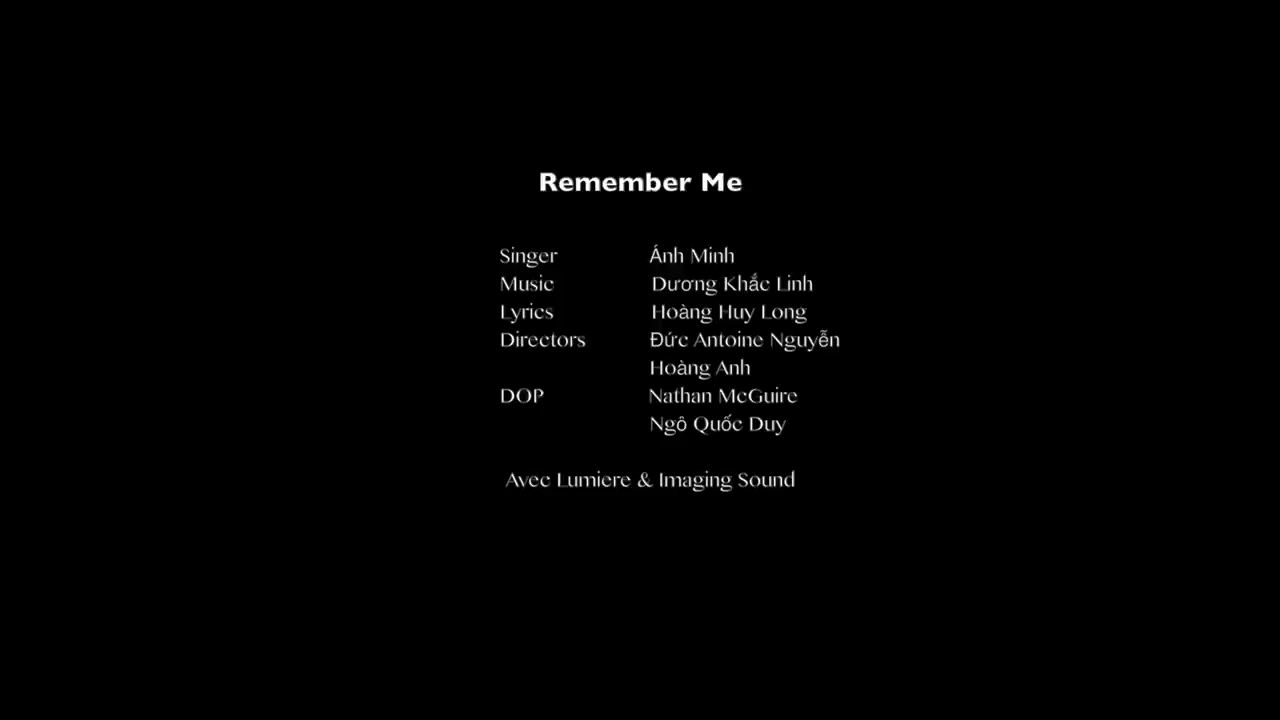 Remember Me
Singer Ánh Minh
Music Dương Khắc Linh
Lyrics Hoàng Huy Long
Directors Đức Antoine Nguyễn
Hoàng Anh
DOP Nathan McGuire
Ngô Quốc Duy
Avec Lumiere & Imaging Sound